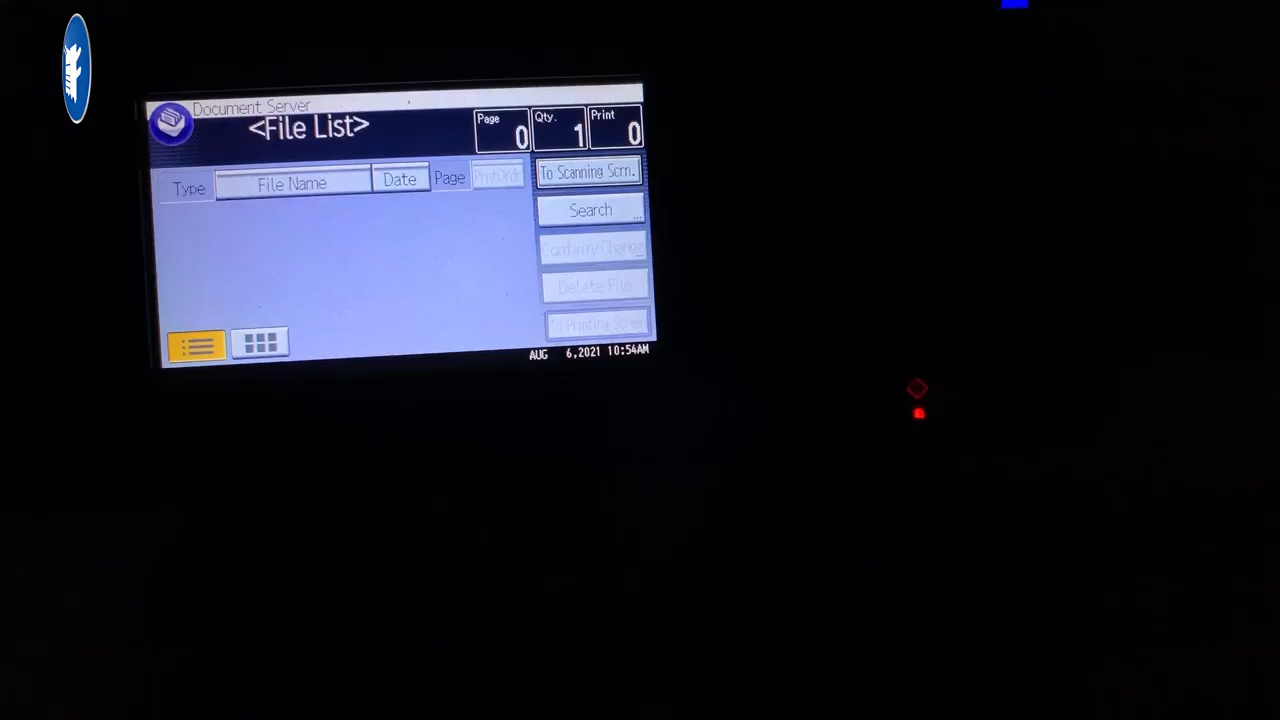 Document Server
<File List>
Page
0
Qty.
1
Print
0
Type
File Name
Date
Page
PrntOrdr
To Scanning Scrn.
Search
Confirm/Change
Delete File
To Printing Scrn.
AUG 6,2021 10:54AM